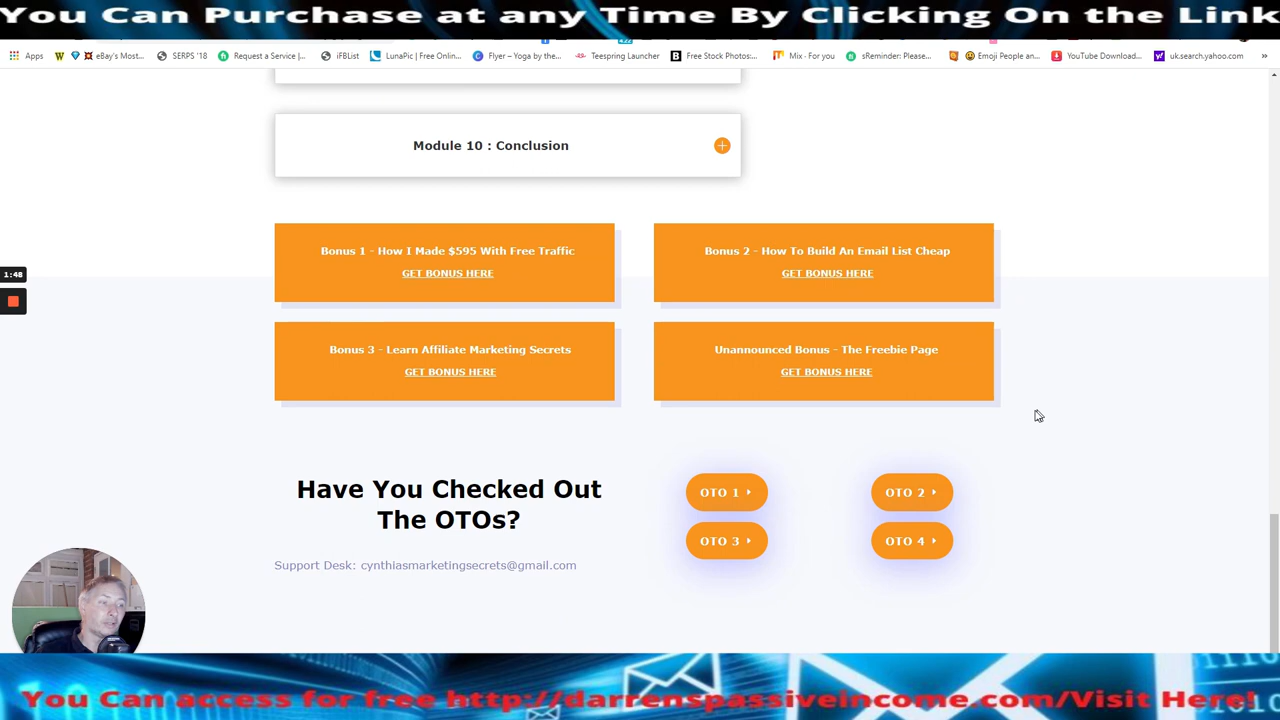 You Can Purchase at any Time By Clicking On the Link
Apps
eBay's Most...
SERPS '18
Request a Service |...
iFBLIV
LunaPic | Free Onlin...
Flyer – Yoga by the...
Teespring Launcher
Free Stock Photos:...
Mix · For you
sReminder: Please...
Emoji People an...
YouTube Download...
uk.search.yahoo.com
»
Module 10 : Conclusion
Bonus 1 - How I Made $595 With Free Traffic
GET BONUS HERE
Bonus 2 - How To Build An Email List Cheap
GET BONUS HERE
1:48
Bonus 3 - Learn Affiliate Marketing Secrets
GET BONUS HERE
Unannounced Bonus - The Freebie Page
GET BONUS HERE
Have You Checked Out
The OTOs?
OTO 1
OTO 2
OTO 3
OTO 4
Support Desk: cynthiasmarketingsecrets@gmail.com
You Can access for free http://darrenspassiveincome.com/Visit Here!